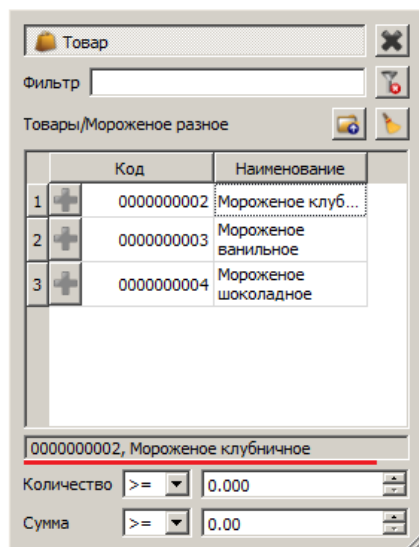 Товар
Фильтр
Товары/Мороженое разное
Код Наименование
1 0000000002 Мороженое клуб...
2 0000000003 Мороженое
ванильное
3 0000000004 Мороженое
шоколадное
0000000002, Мороженое клубничное
Количество >= 0.000
Сумма >= 0.00